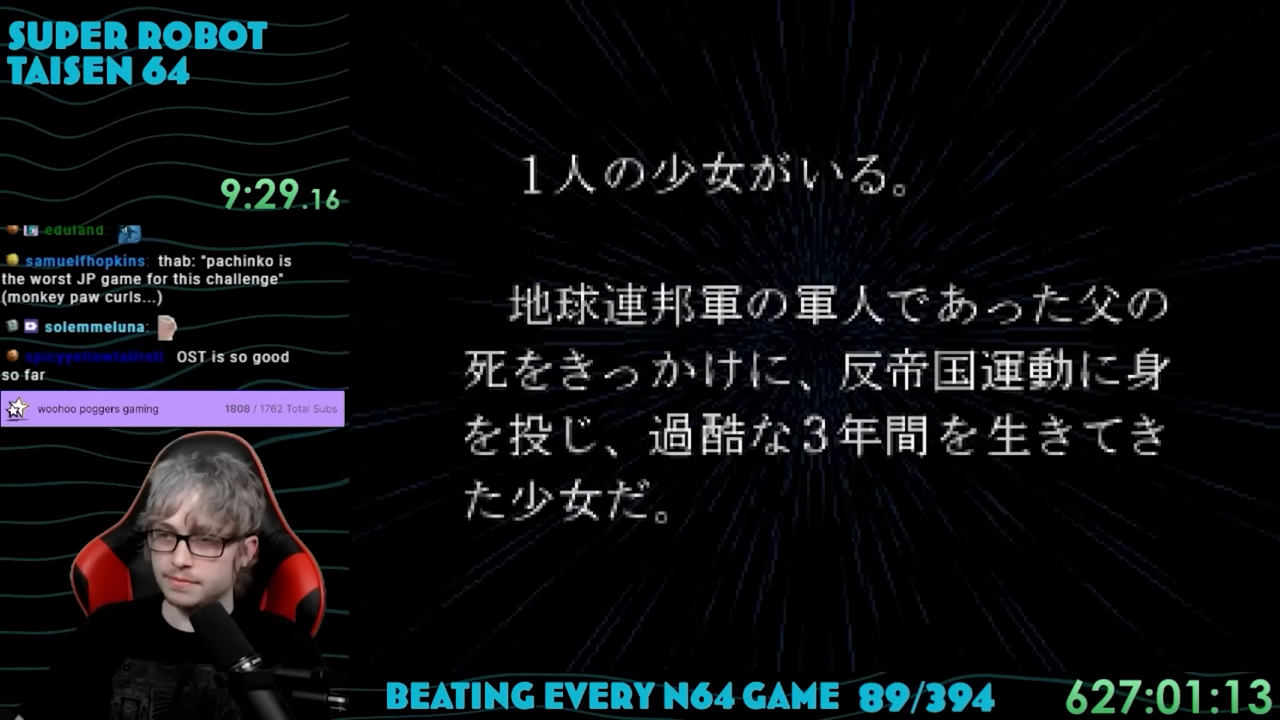 SUPER ROBOT
TAISEN 64
9:29.16
eduland:
samuelfhopkins: thab: "pachinko is
the worst JP game for this challenge"
(monkey paw curls...)
solemmeluna:
spicyyellowtailroll OST is so good
so far
woohoo poggers gaming 1808 / 1762 Total Subs
1人の少女がいる。
地球連邦軍の軍人であった父の
死をきっかけに、反帝国運動に身
を投じ、過酷な3年間を生きてき
た少女だ。
BEATING EVERY N64 GAME 89/394
627:01:13